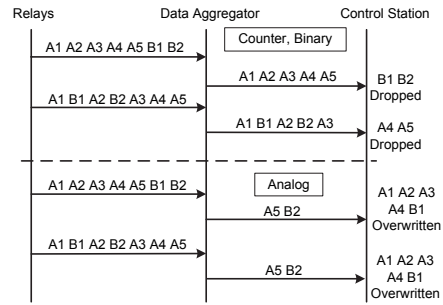 Relays Data Aggregator Control Station
Counter, Binary
A1 A2 A3 A4 A5 B1 B2
A1 A2 A3 A4 A5
B1 B2
Dropped
A1 B1 A2 B2 A3 A4 A5
A1 B1 A2 B2 A3
A4 A5
Dropped
A1 A2 A3 A4 A5 B1 B2
Analog
A5 B2
A1 A2 A3
A4 B1
Overwritten
A1 B1 A2 B2 A3 A4 A5
A5 B2
A1 A2 A3
A4 B1
Overwritten